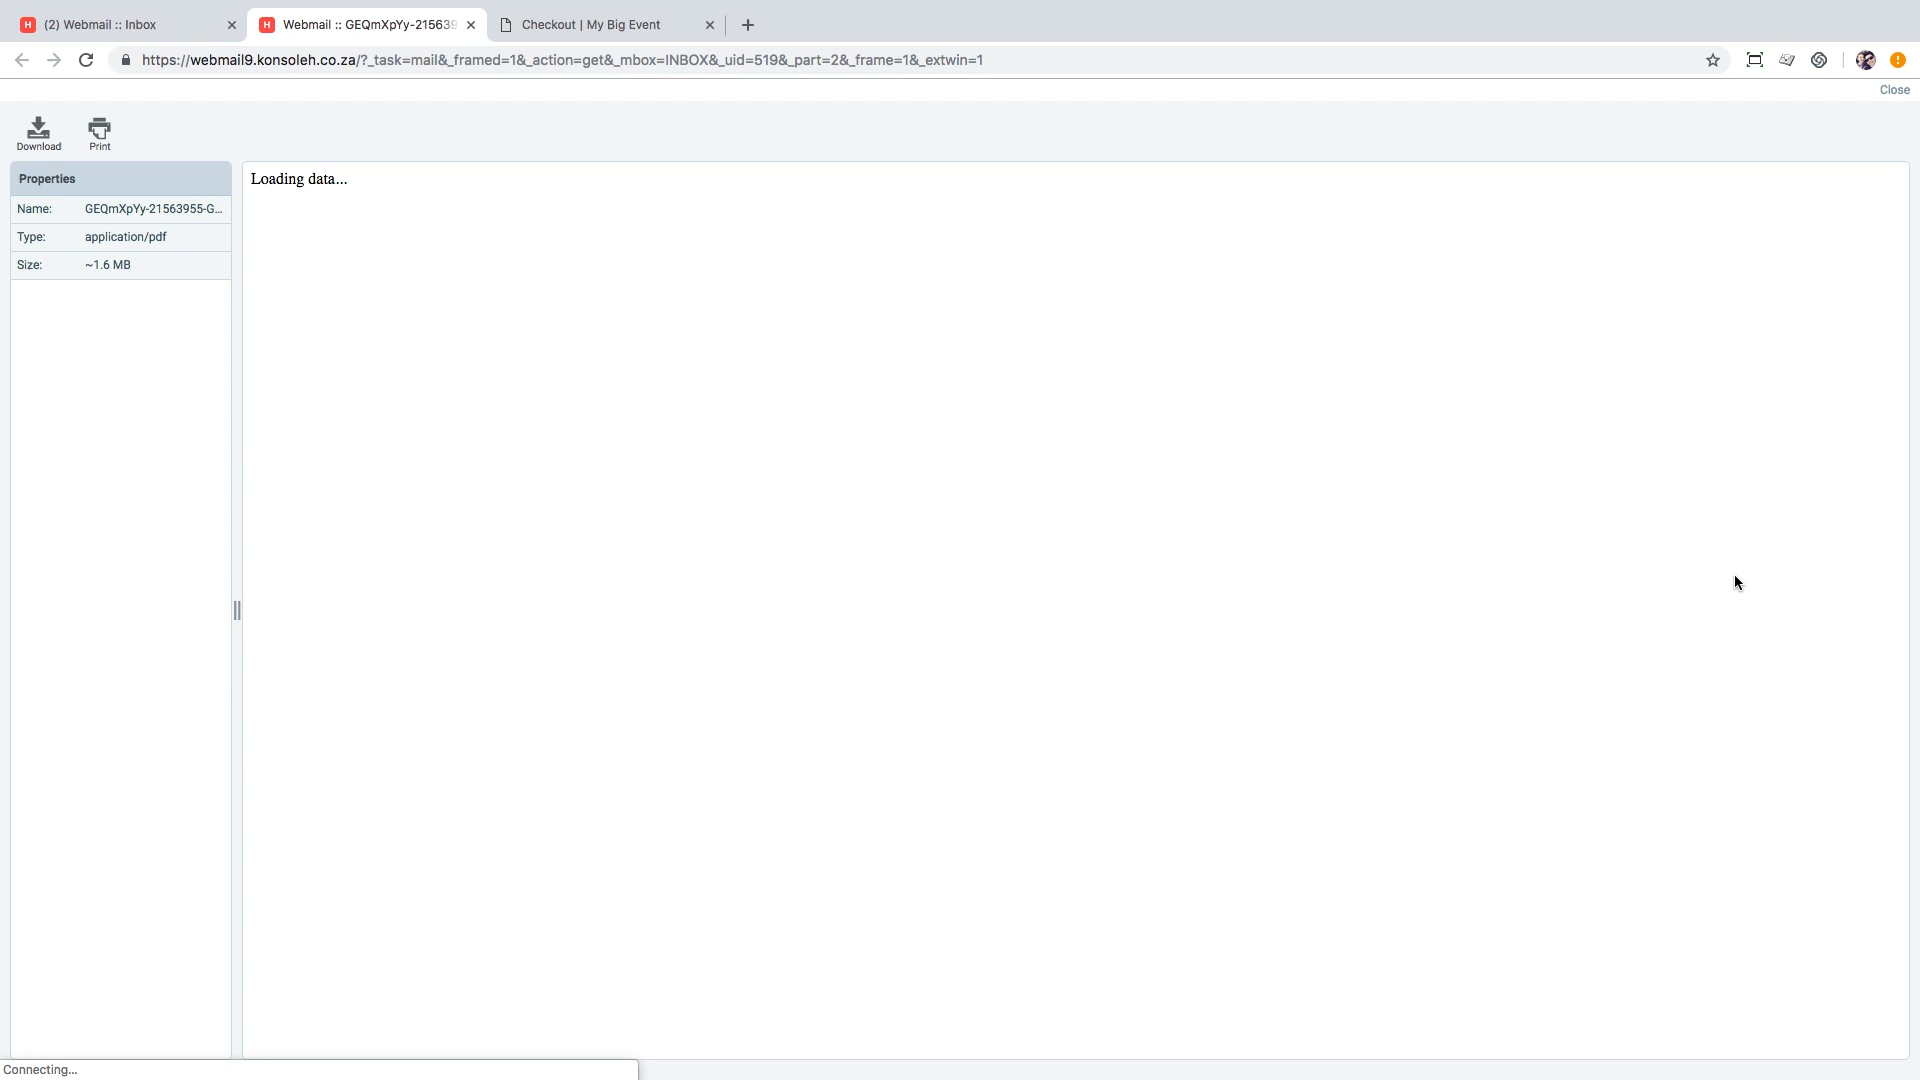 (2) Webmail :: Inbox
Webmail :: GEQmXpYy-215639
Checkout | My Big Event
https://webmail9.konsoleh.co.za/?_task=mail&_framed=1&_action=get&_mbox=INBOX&_uid=519&_part=2&_frame=1&_extwin=1
Close
Download
Print
Properties
Name: GEQmXpYy-21563955-G...
Type: application/pdf
Size: ~1.6 MB
Loading data...
Connecting...